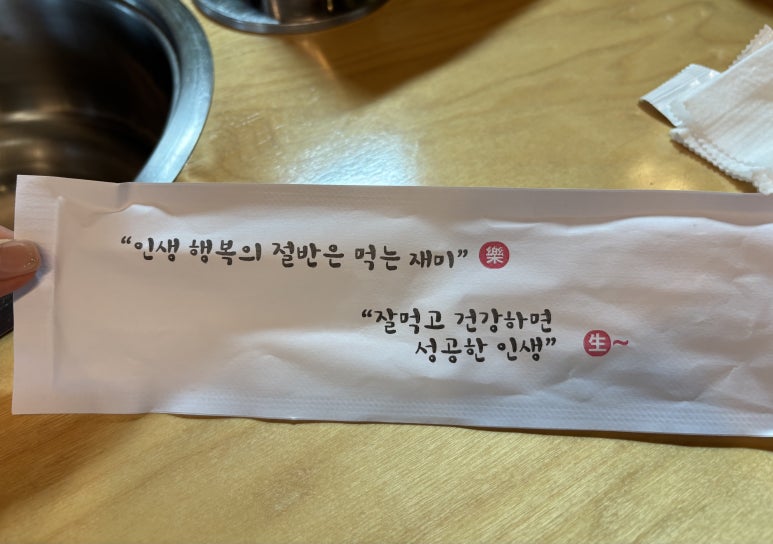 “인생 행복의 절반은 먹는 재미” 樂
“잘먹고 건강하면
성공한 인생” 生~